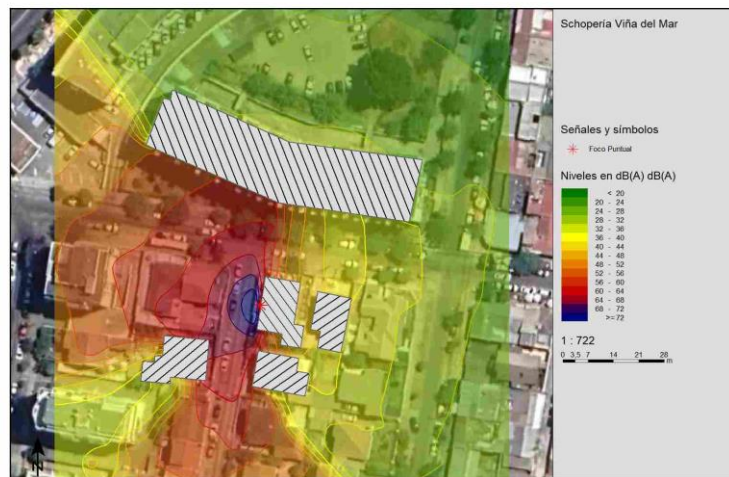 Schopería Viña del Mar
Señales y símbolos
Foco Puntual
Niveles en dB(A) dB(A)
< 20
20 - 24
24 - 28
28 - 32
32 - 36
36 - 40
40 - 44
44 - 48
48 - 52
52 - 56
56 - 60
60 - 64
64 - 68
68 - 72
>= 72
1 : 722
0 3,5 7 14 21 28
m
N